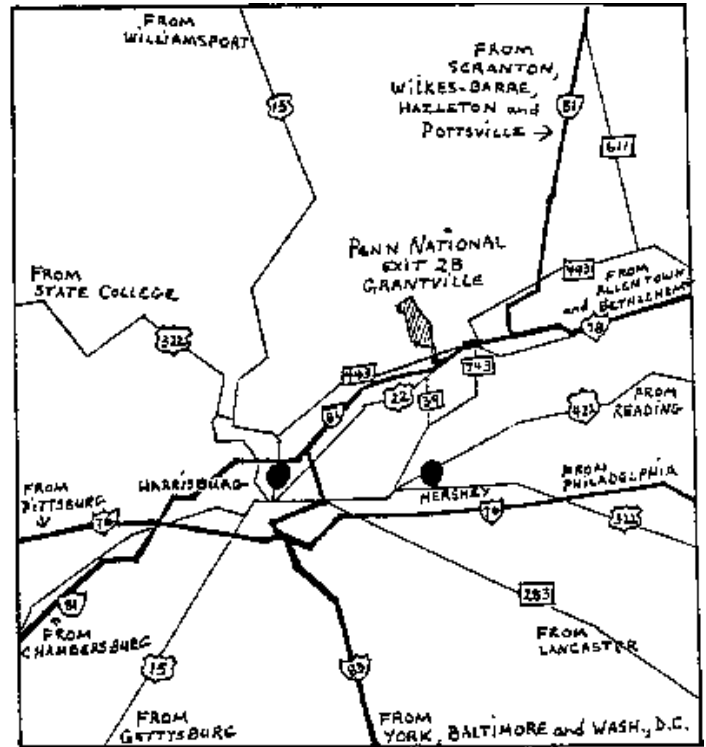 FROM
WILLIAMSPORT
15
FROM
SCRANTON,
WILKES-BARRE,
HAZLETON and
POTTSVILLE →
81
611
PENN NATIONAL
EXIT 28
GRANTVILLE
FROM
STATE COLLEGE
322
443
FROM
ALLENTOWN
and BETHLEHEM
78
443
22
39
743
81
422
FROM
READING
HARRISBURG
HERSHEY
FROM
PHILADELPHIA
FROM
PITTSBURG
76
76
322
283
81
FROM
CHAMBERSBURG
15
83
FROM
LANCASTER
FROM
GETTYSBURG
FROM
YORK, BALTIMORE and WASH., D.C.